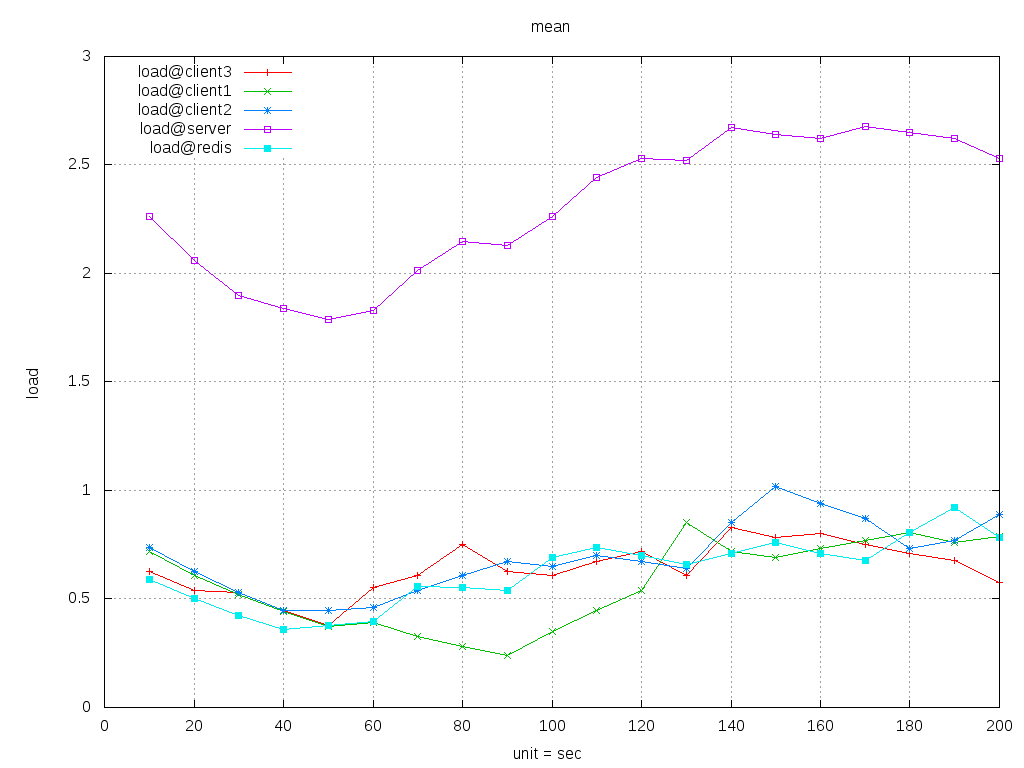 mean
3
2.5
2
1.5
1
0.5
0
load
load@client3
load@client1
load@client2
load@server
load@redis
0 20 40 60 80 100 120 140 160 180 200
unit = sec